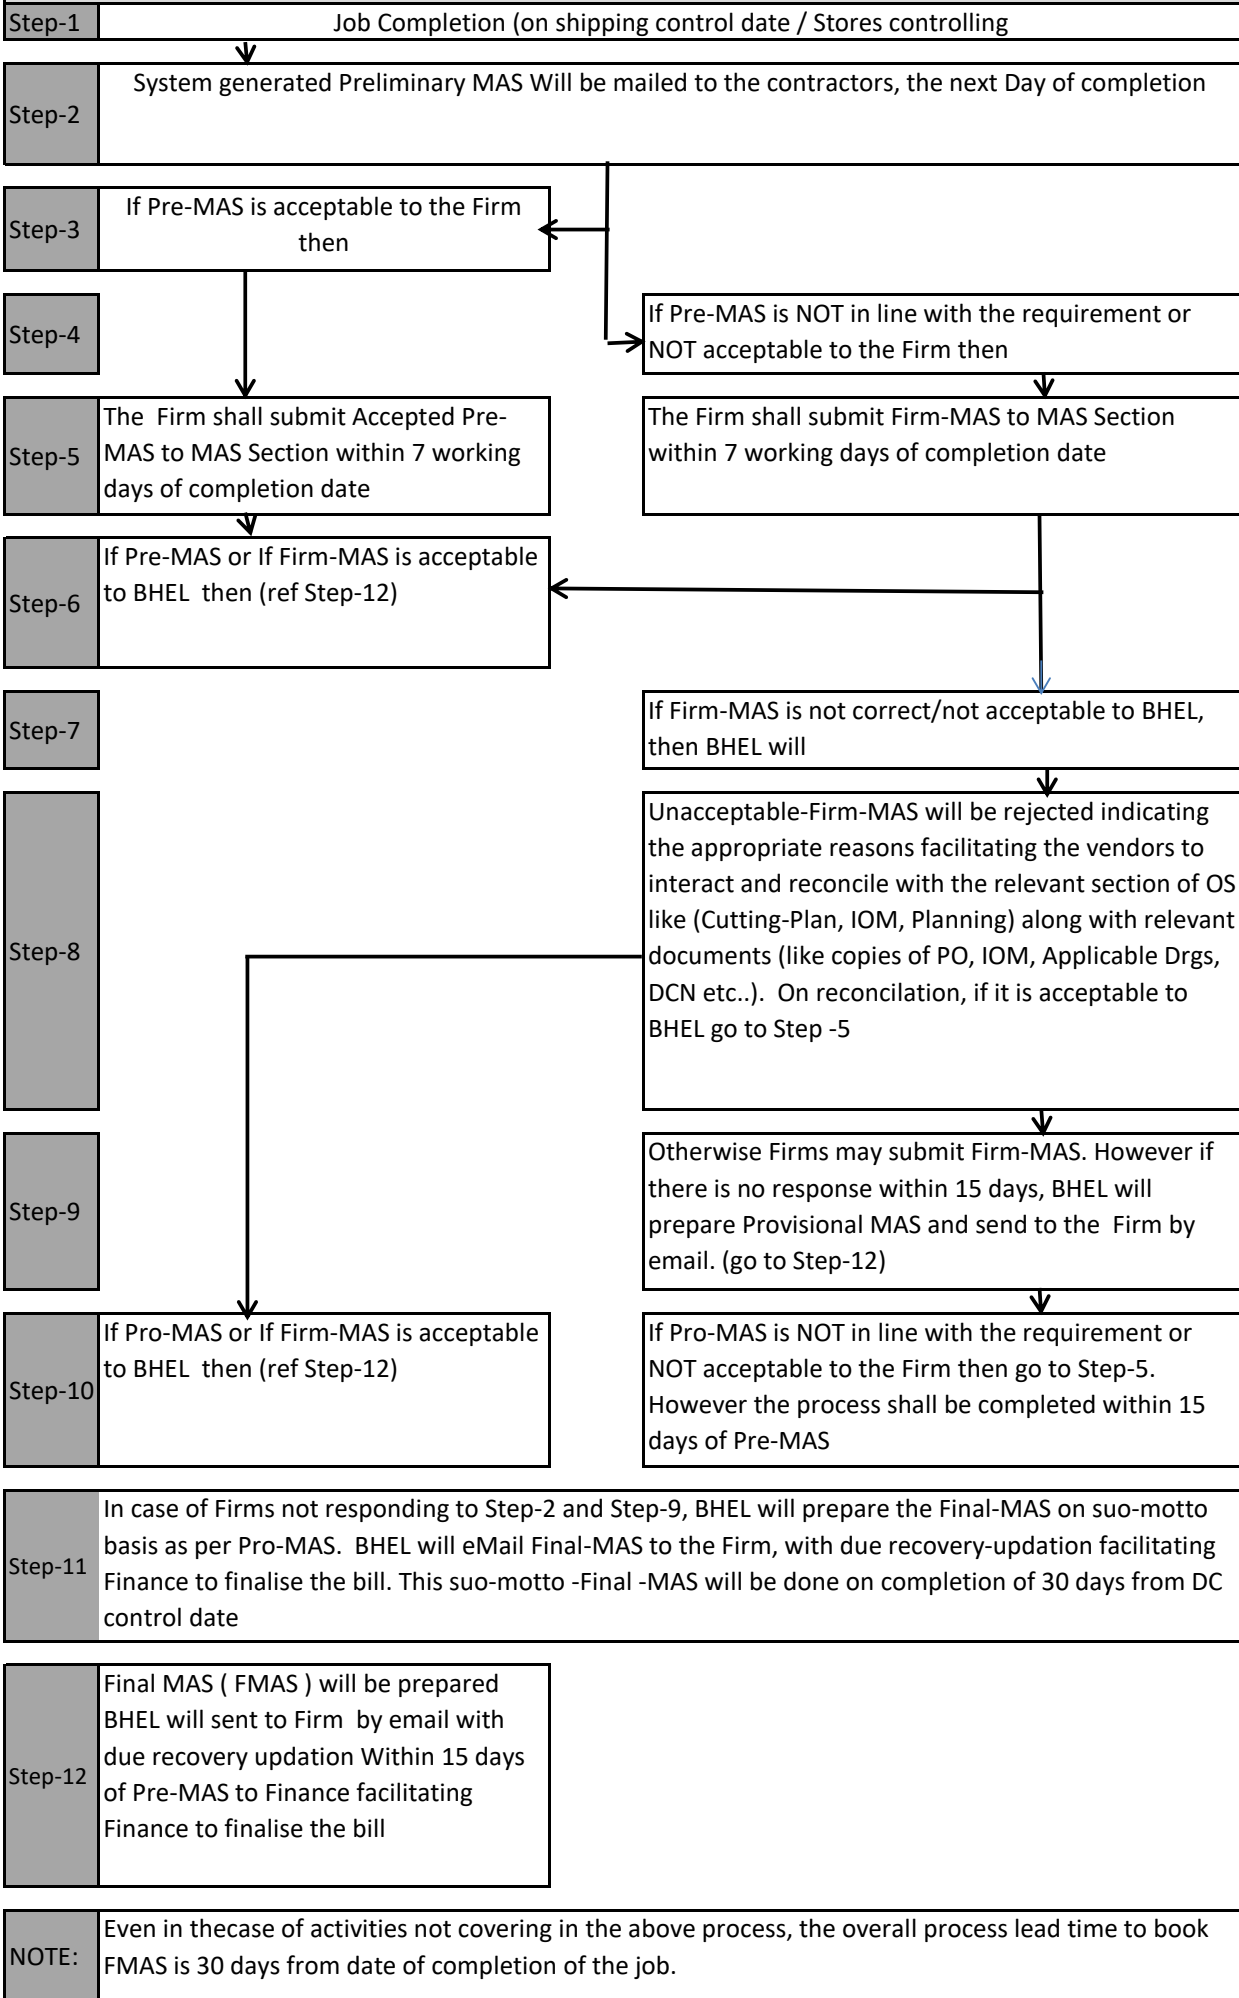 Step-1
Job Completion (on shipping control date / Stores controlling
Step-2
System generated Preliminary MAS Will be mailed to the contractors, the next Day of completion
Step-3
If Pre-MAS is acceptable to the Firm
then
Step-4
If Pre-MAS is NOT in line with the requirement or
NOT acceptable to the Firm then
Step-5
The Firm shall submit Accepted Pre-
MAS to MAS Section within 7 working
days of completion date
The Firm shall submit Firm-MAS to MAS Section
within 7 working days of completion date
Step-6
If Pre-MAS or If Firm-MAS is acceptable
to BHEL then (ref Step-12)
Step-7
If Firm-MAS is not correct/not acceptable to BHEL,
then BHEL will
Step-8
Unacceptable-Firm-MAS will be rejected indicating
the appropriate reasons facilitating the vendors to
interact and reconcile with the relevant section of OS
like (Cutting-Plan, IOM, Planning) along with relevant
documents (like copies of PO, IOM, Applicable Drgs,
DCN etc..). On reconcilation, if it is acceptable to
BHEL go to Step -5
Step-9
Otherwise Firms may submit Firm-MAS. However if
there is no response within 15 days, BHEL will
prepare Provisional MAS and send to the Firm by
email. (go to Step-12)
Step-10
If Pro-MAS or If Firm-MAS is acceptable
to BHEL then (ref Step-12)
If Pro-MAS is NOT in line with the requirement or
NOT acceptable to the Firm then go to Step-5.
However the process shall be completed within 15
days of Pre-MAS
Step-11
In case of Firms not responding to Step-2 and Step-9, BHEL will prepare the Final-MAS on suo-motto
basis as per Pro-MAS. BHEL will eMail Final-MAS to the Firm, with due recovery-updation facilitating
Finance to finalise the bill. This suo-motto -Final -MAS will be done on completion of 30 days from DC
control date
Step-12
Final MAS ( FMAS ) will be prepared
BHEL will sent to Firm by email with
due recovery updation Within 15 days
of Pre-MAS to Finance facilitating
Finance to finalise the bill
NOTE:
Even in thecase of activities not covering in the above process, the overall process lead time to book
FMAS is 30 days from date of completion of the job.